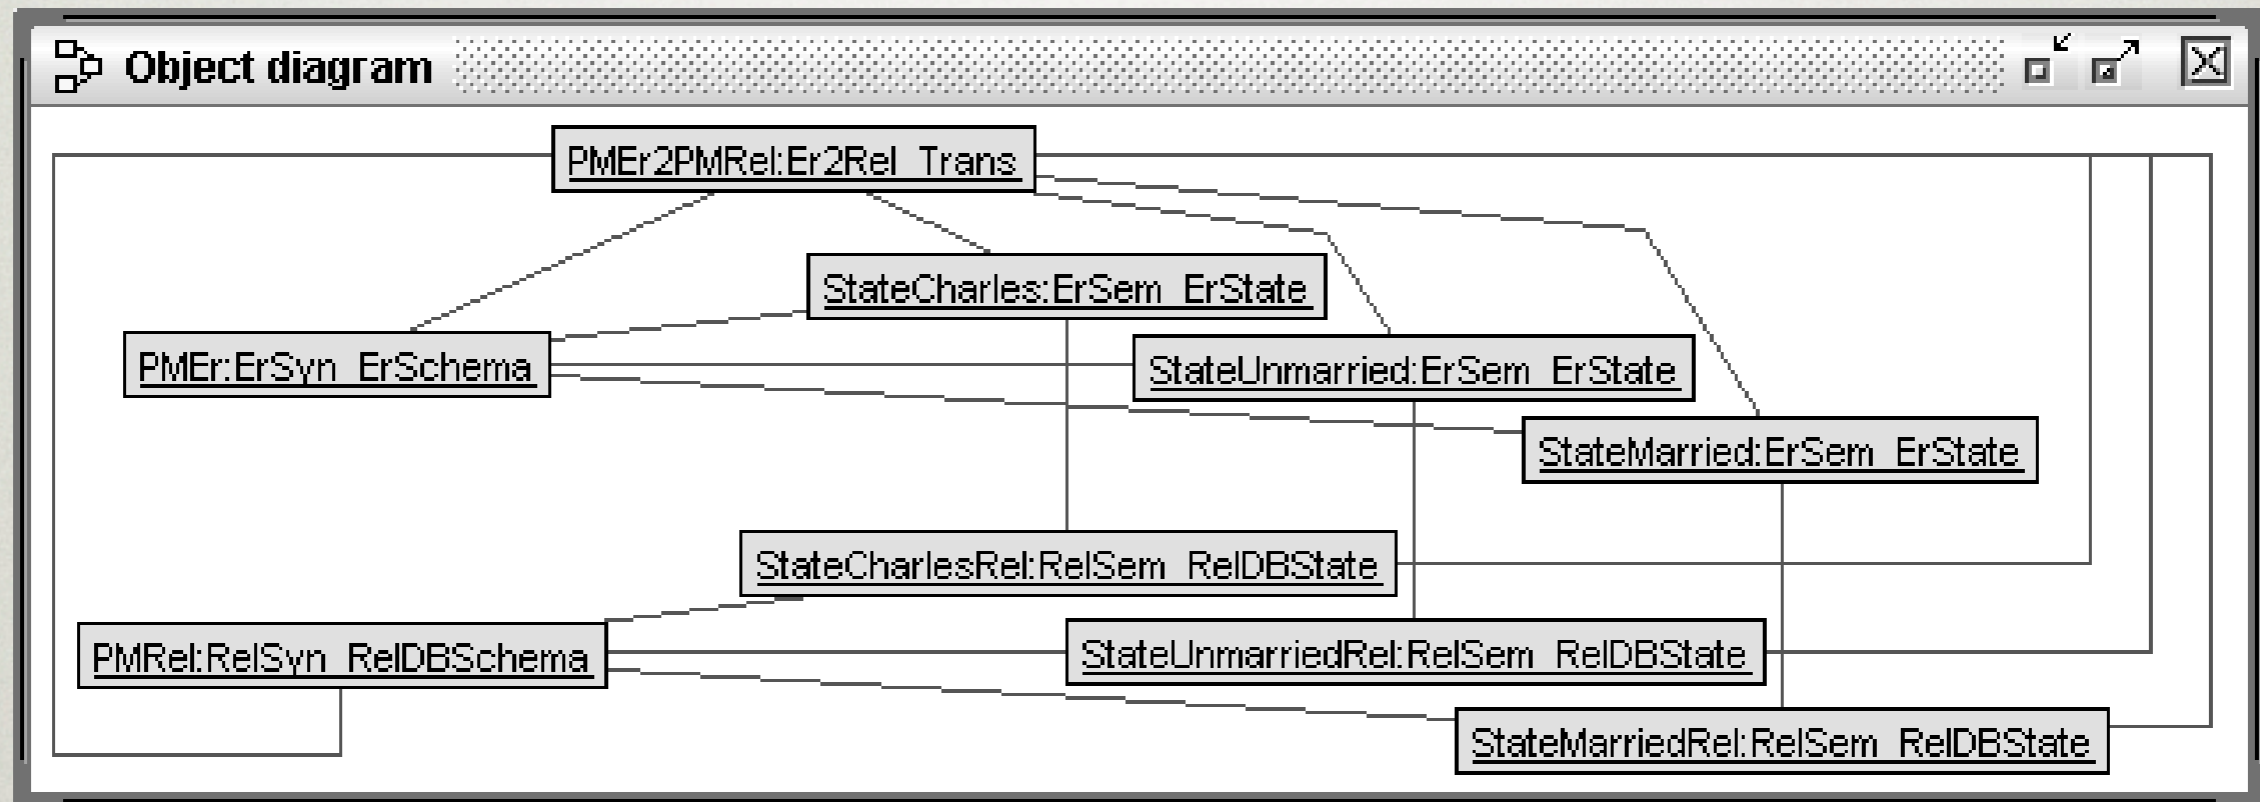 Object diagram
PMEr2PMRel:Er2Rel_Trans
StateCharles:ErSem_ErState
PMEr:ErSyn_ErSchema
StateUnmarried:ErSem_ErState
StateMarried:ErSem_ErState
StateCharlesRel:RelSem_RelDBState
PMRel:RelSyn_RelDBSchema
StateUnmarriedRel:RelSem_RelDBState
StateMarriedRel:RelSem_RelDBState